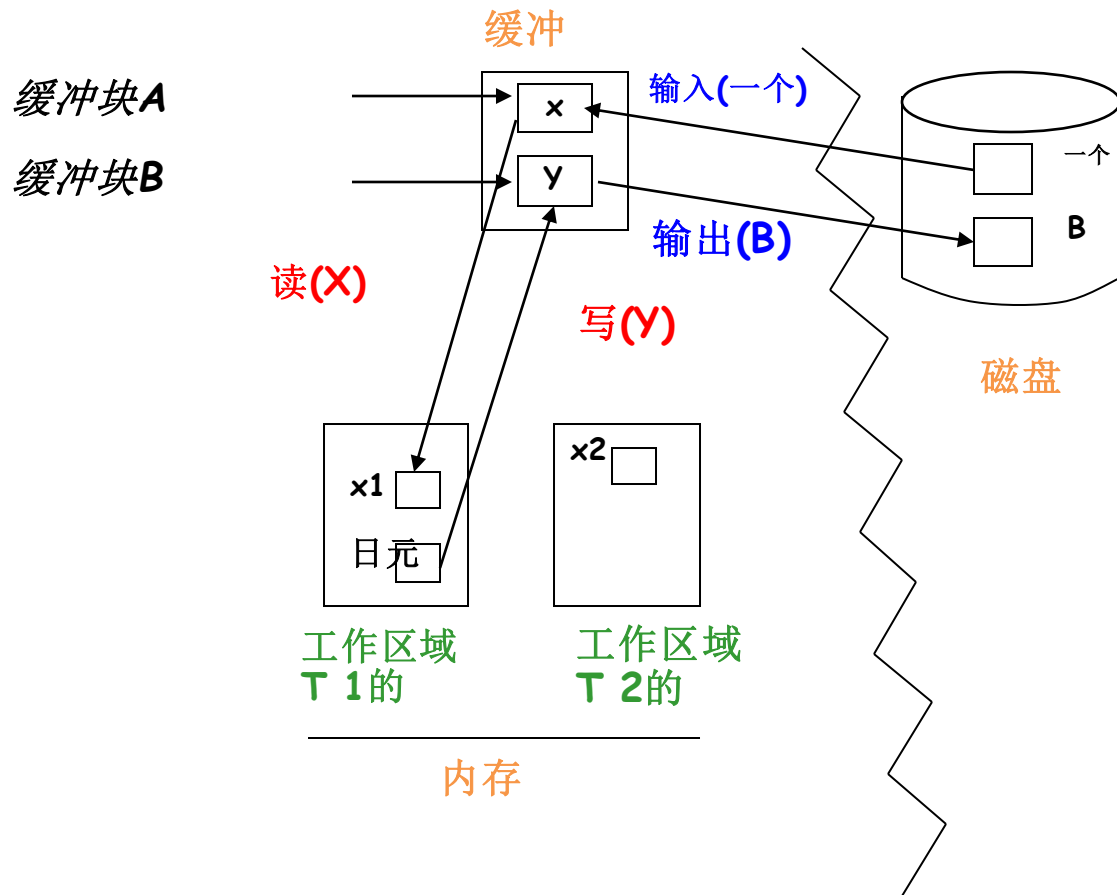 缓冲
缓冲块A
x
输入(一个)
一个
缓冲块B
Y
输出(B)
B
读(X)
写(Y)
磁盘
x1
x2
日元
工作区域
T 1的
工作区域
T 2的
内存